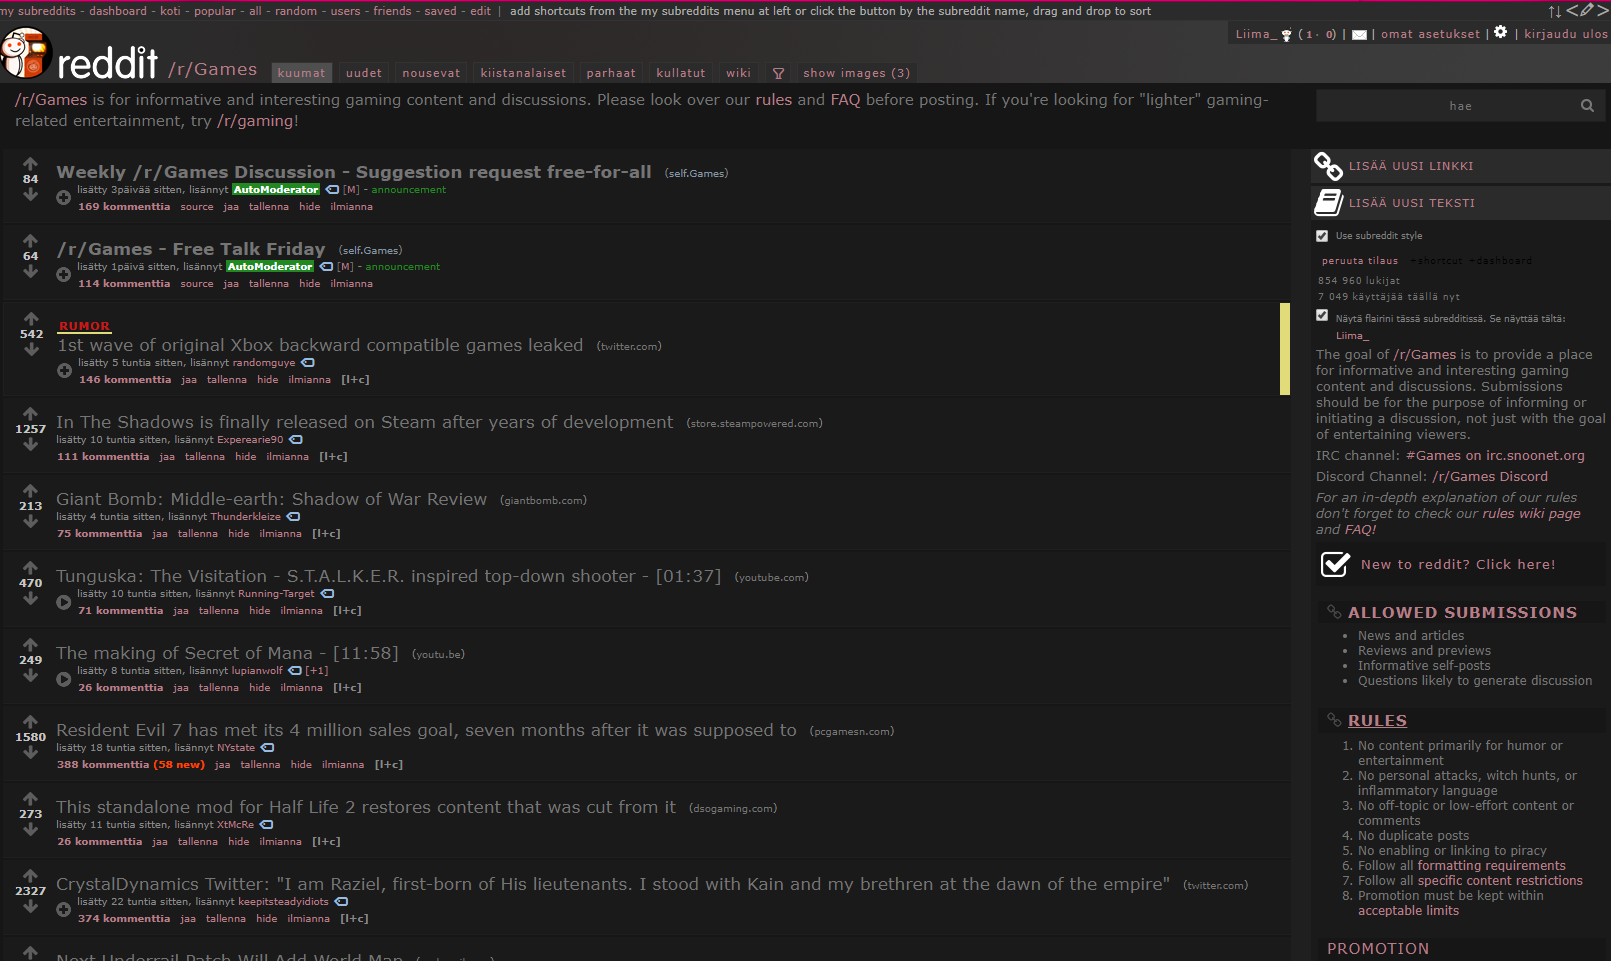 my subreddits - dashboard - koti - popular - all - random - users - friends - saved - edit | add shortcuts from the my subreddits menu at left or click the button by the subreddit name, drag and drop to sort
Liima_ (1 · 0) | | omat asetukset | | kirjaudu ulos
reddit /r/Games kuumat uudet nousevat kiistanalaiset parhaat kullatut wiki show images (3)
/r/Games is for informative and interesting gaming content and discussions. Please look over our rules and FAQ before posting. If you're looking for "lighter" gaming-
related entertainment, try /r/gaming!
hae
84
Weekly /r/Games Discussion - Suggestion request free-for-all (self.Games)
lisätty 3päivää sitten, lisännyt AutoModerator [M] - announcement
169 kommenttia source jaa tallenna hide ilmianna
64
/r/Games - Free Talk Friday (self.Games)
lisätty 1päivä sitten, lisännyt AutoModerator [M] - announcement
114 kommenttia source jaa tallenna hide ilmianna
542
RUMOR
1st wave of original Xbox backward compatible games leaked (twitter.com)
lisätty 5 tuntia sitten, lisännyt randomguye
146 kommenttia jaa tallenna hide ilmianna [l+c]
1257
In The Shadows is finally released on Steam after years of development (store.steampowered.com)
lisätty 10 tuntia sitten, lisännyt Experearie90
111 kommenttia jaa tallenna hide ilmianna [l+c]
213
Giant Bomb: Middle-earth: Shadow of War Review (giantbomb.com)
lisätty 4 tuntia sitten, lisännyt Thunderkleize
75 kommenttia jaa tallenna hide ilmianna [l+c]
470
Tunguska: The Visitation - S.T.A.L.K.E.R. inspired top-down shooter - [01:37] (youtube.com)
lisätty 10 tuntia sitten, lisännyt Running-Target
71 kommenttia jaa tallenna hide ilmianna [l+c]
249
The making of Secret of Mana - [11:58] (youtu.be)
lisätty 8 tuntia sitten, lisännyt lupianwolf [+1]
26 kommenttia jaa tallenna hide ilmianna [l+c]
1580
Resident Evil 7 has met its 4 million sales goal, seven months after it was supposed to (pcgamesn.com)
lisätty 18 tuntia sitten, lisännyt NYstate
388 kommenttia (58 new) jaa tallenna hide ilmianna [l+c]
273
This standalone mod for Half Life 2 restores content that was cut from it (dsogaming.com)
lisätty 11 tuntia sitten, lisännyt XtMcRe
26 kommenttia jaa tallenna hide ilmianna [l+c]
2327
CrystalDynamics Twitter: "I am Raziel, first-born of His lieutenants. I stood with Kain and my brethren at the dawn of the empire" (twitter.com)
lisätty 22 tuntia sitten, lisännyt keepitsteadyidiots
374 kommenttia jaa tallenna hide ilmianna [l+c]
Next Underrail Patch Will Add World Map
LISÄÄ UUSI LINKKI
LISÄÄ UUSI TEKSTI
Use subreddit style
peruuta tilaus +shortcut +dashboard
854 960 lukijat
7 049 käyttäjää täällä nyt
Näytä flairini tässä subredditissä. Se näyttää tältä:
Liima_
The goal of /r/Games is to provide a place
for informative and interesting gaming
content and discussions. Submissions
should be for the purpose of informing or
initiating a discussion, not just with the goal
of entertaining viewers.
IRC channel: #Games on irc.snoonet.org
Discord Channel: /r/Games Discord
For an in-depth explanation of our rules
don't forget to check our rules wiki page
and FAQ!
New to reddit? Click here!
ALLOWED SUBMISSIONS
• News and articles
• Reviews and previews
• Informative self-posts
• Questions likely to generate discussion
RULES
1. No content primarily for humor or
entertainment
2. No personal attacks, witch hunts, or
inflammatory language
3. No off-topic or low-effort content or
comments
4. No duplicate posts
5. No enabling or linking to piracy
6. Follow all formatting requirements
7. Follow all specific content restrictions
8. Promotion must be kept within
acceptable limits
PROMOTION